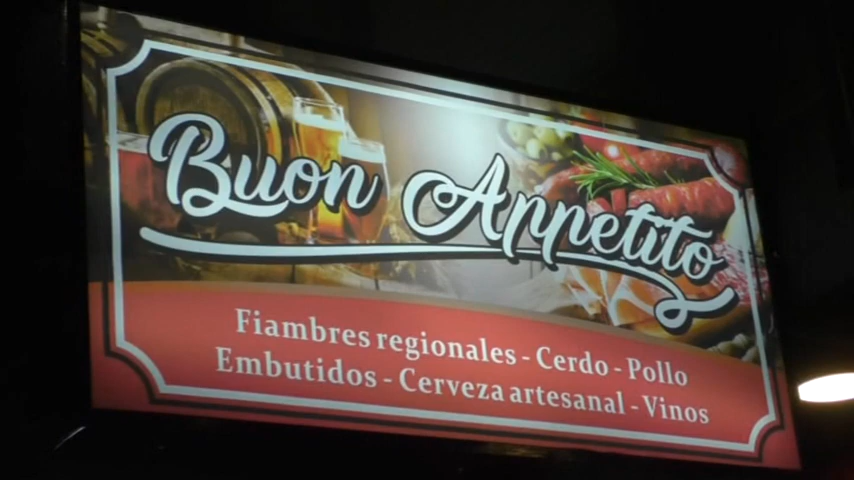 Buon Appetito
Fiambres regionales - Cerdo - Pollo
Embutidos - Cerveza artesanal - Vinos